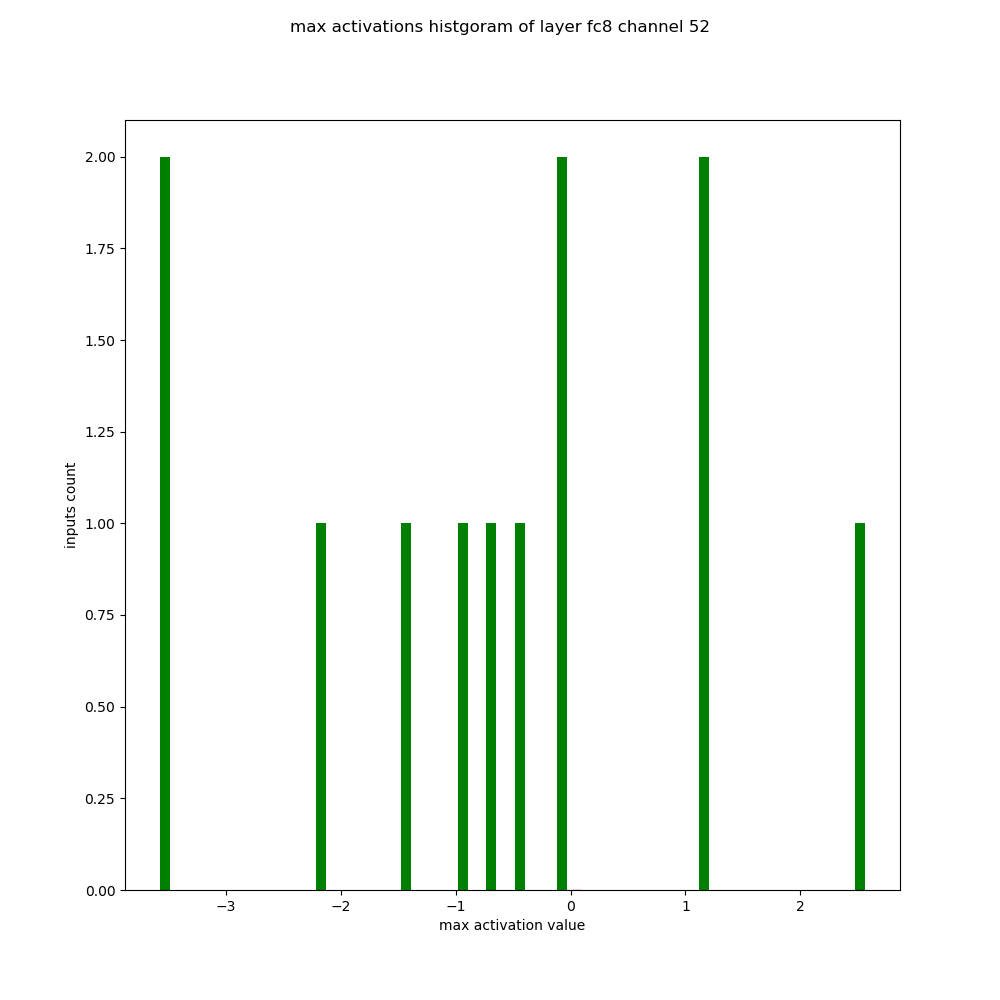 max activations histgoram of layer fc8 channel 52
2.00
1.75
1.50
1.25
1.00
0.75
0.50
0.25
0.00
inputs count
−3 −2 −1 0 1 2
max activation value